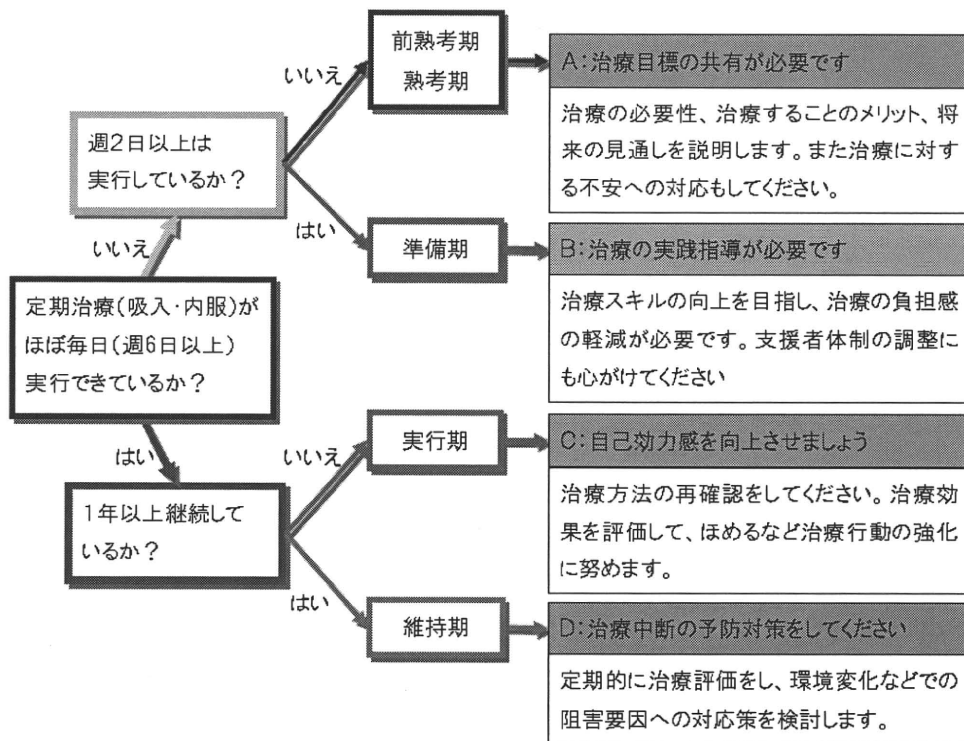 前熟考期
熟考期
いいえ
A:治療目標の共有が必要です
治療の必要性、治療することのメリット、将
来の見通しを説明します。また治療に対す
る不安への対応もしてください。
週2日以上は
実行しているか？
はい
準備期
B:治療の実践指導が必要です
治療スキルの向上を目指し、治療の負担感
の軽減が必要です。支援者体制の調整に
も心がけてください
いいえ
定期治療(吸入・内服)が
ほぼ毎日(週6日以上)
実行できているか？
はい
いいえ
実行期
C:自己効力感を向上させましょう
治療方法の再確認をしてください。治療効
果を評価して、ほめるなど治療行動の強化
に努めます。
1年以上継続して
いるか？
はい
維持期
D:治療中断の予防対策をしてください
定期的に治療評価をし、環境変化などでの
阻害要因への対応策を検討します。